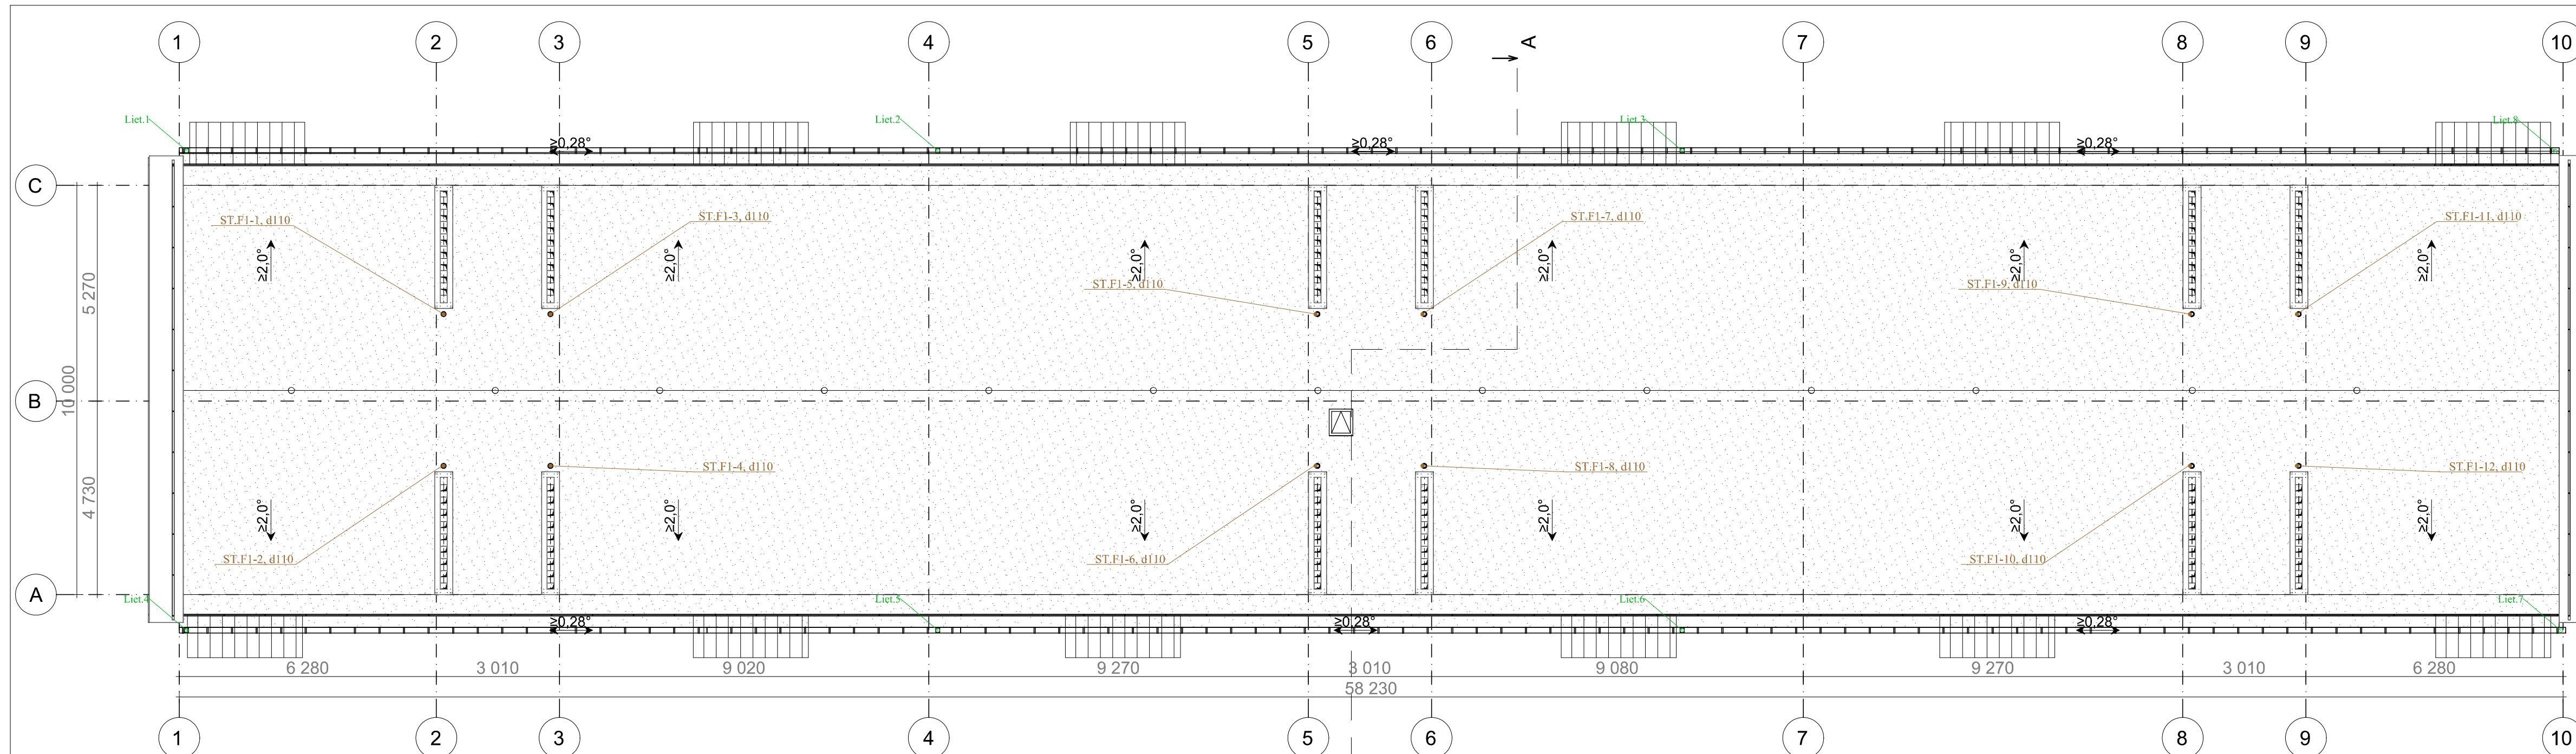 1
2
3
4
5
6
A
7
8
9
10
Liet.1
Liet.2
Liet.3
Liet.8
≥0,28°
≥0,28°
≥0,28°
C
ST.F1-1, d110
ST.F1-3, d110
ST.F1-7, d110
ST.F1-11, d110
≥2,0°
≥2,0°
≥2,0°
≥2,0°
≥2,0°
≥2,0°
5 270
ST.F1-5, d110
ST.F1-9, d110
B
10 000
ST.F1-4, d110
ST.F1-8, d110
ST.F1-12, d110
4 730
≥2,0°
≥2,0°
≥2,0°
≥2,0°
≥2,0°
≥2,0°
ST.F1-2, d110
ST.F1-6, d110
ST.F1-10, d110
A
Liet.4
Liet.5
Liet.6
Liet.7
≥0,28°
≥0,28°
≥0,28°
6 280
3 010
9 020
9 270
3 010
9 080
9 270
3 010
6 280
58 230
1
2
3
4
5
6
7
8
9
10